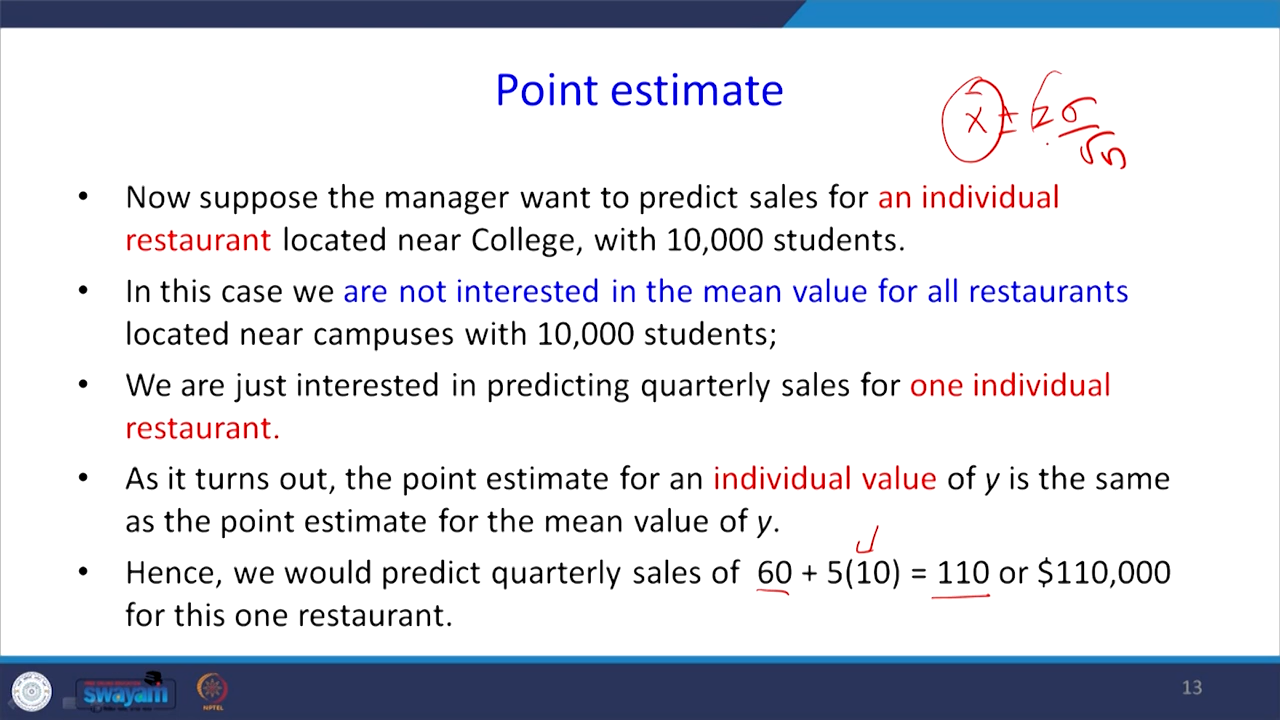 Point estimate
x̄ ± z σ/√n
• Now suppose the manager want to predict sales for an individual
restaurant located near College, with 10,000 students.
• In this case we are not interested in the mean value for all restaurants
located near campuses with 10,000 students;
• We are just interested in predicting quarterly sales for one individual
restaurant.
• As it turns out, the point estimate for an individual value of y is the same
as the point estimate for the mean value of y.
• Hence, we would predict quarterly sales of 60 + 5(10) = 110 or $110,000
for this one restaurant.
swayam
NPTEL
13